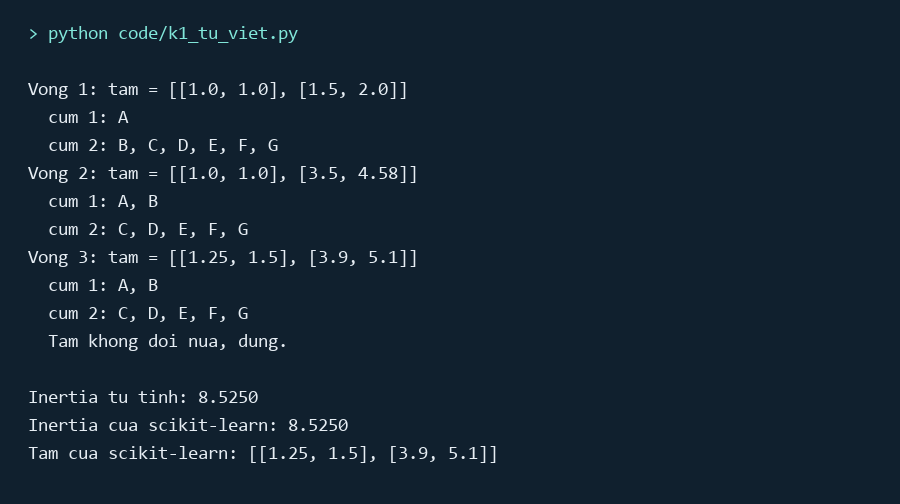 > python code/k1_tu_viet.py
Vong 1: tam = [[1.0, 1.0], [1.5, 2.0]]
  cum 1: A
  cum 2: B, C, D, E, F, G
Vong 2: tam = [[1.0, 1.0], [3.5, 4.58]]
  cum 1: A, B
  cum 2: C, D, E, F, G
Vong 3: tam = [[1.25, 1.5], [3.9, 5.1]]
  cum 1: A, B
  cum 2: C, D, E, F, G
  Tam khong doi nua, dung.
Inertia tu tinh: 8.5250
Inertia cua scikit-learn: 8.5250
Tam cua scikit-learn: [[1.25, 1.5], [3.9, 5.1]]